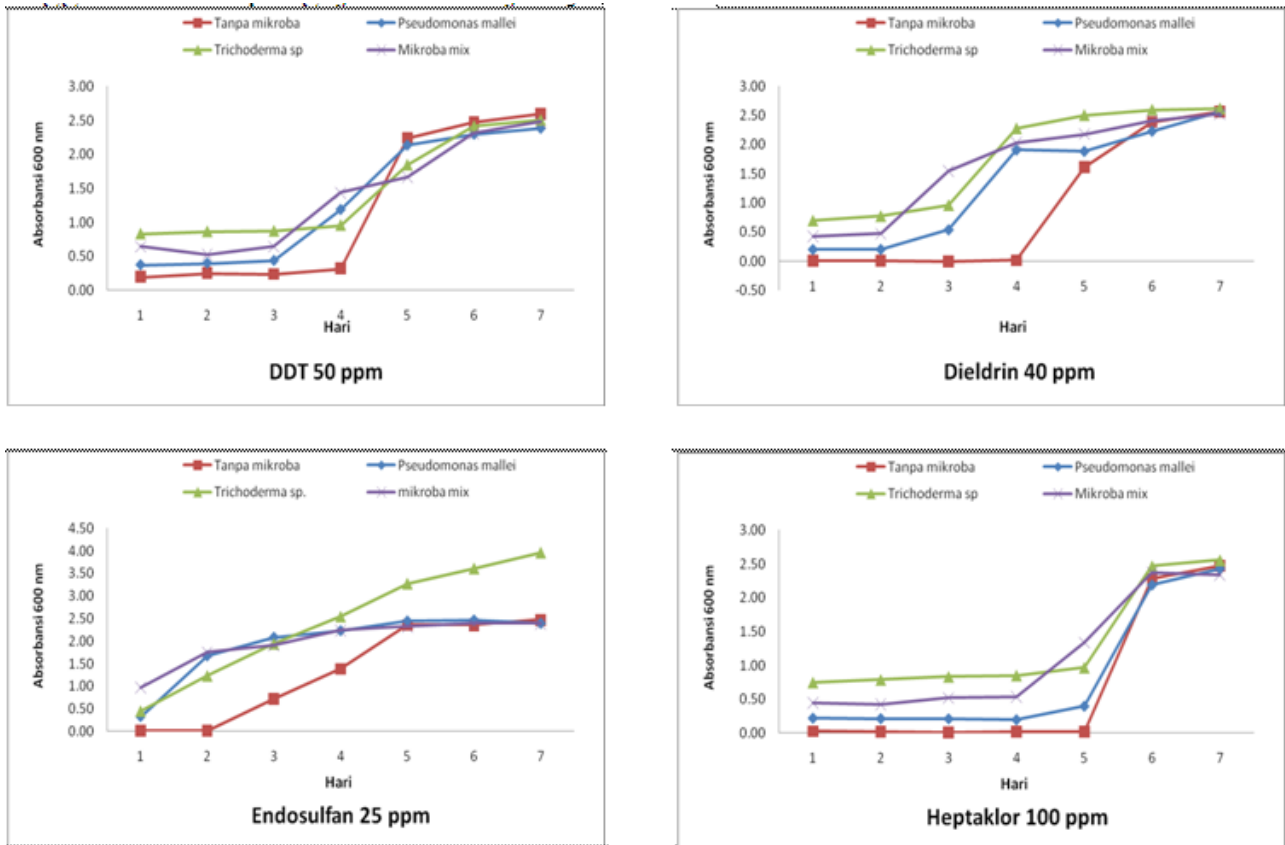 Tanpa mikroba Pseudomonas mallei
Trichoderma sp Mikroba mix
3.00
2.50
2.00
1.50
1.00
0.50
0.00
Absorbansi 600 nm
1 2 3 4 5 6 7
Hari
DDT 50 ppm
Tanpa mikroba Pseudomonas mallei
Trichoderma sp Mikroba mix
3.00
2.50
2.00
1.50
1.00
0.50
0.00
-0.50
Absorbansi 600 nm
1 2 3 4 5 6 7
Hari
Dieldrin 40 ppm
Tanpa mikroba Pseudomonas mallei
Trichoderma sp. mikroba mix
4.50
4.00
3.50
3.00
2.50
2.00
1.50
1.00
0.50
0.00
Absorbansi 600 nm
1 2 3 4 5 6 7
Hari
Endosulfan 25 ppm
Tanpa mikroba Pseudomonas mallei
Trichoderma sp Mikroba mix
3.00
2.50
2.00
1.50
1.00
0.50
0.00
Absorbansi 600 nm
1 2 3 4 5 6 7
Hari
Heptaklor 100 ppm